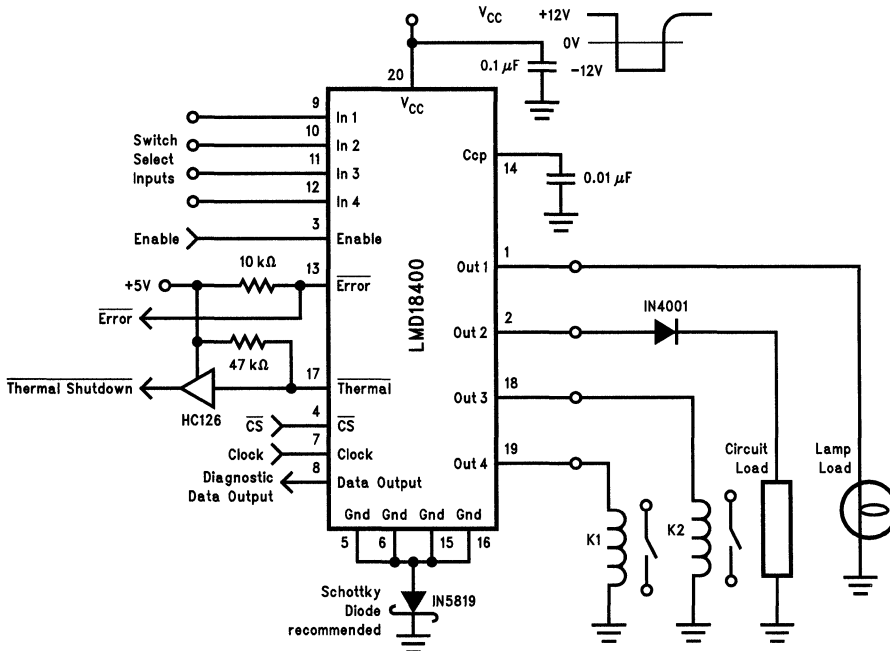 V_CC
+12V
0V
-12V
20
0.1 μF
V_CC
9
In 1
10
In 2
11
In 3
12
In 4
Switch
Select
Inputs
3
Enable
Enable
Ccp
14
0.01 μF
10 kΩ
+5V
13
Error
Error
47 kΩ
17
Thermal
Thermal Shutdown
HC126
LMD18400
4
CS
CS
7
Clock
Clock
8
Data Output
Diagnostic
Data Output
1
Out 1
2
Out 2
IN4001
18
Out 3
19
Out 4
Circuit
Load
Lamp
Load
K1
K2
Gnd Gnd Gnd Gnd
5 6 15 16
Schottky
Diode
recommended
IN5819